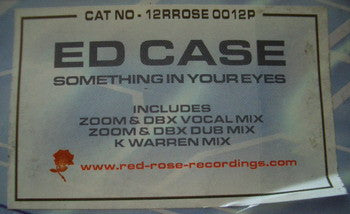 CAT NO - 12RROSE 0012P
ED CASE
SOMETHING IN YOUR EYES
INCLUDES
ZOOM & DBX VOCAL MIX
ZOOM & DBX DUB MIX
K WARREN MIX
www.red-rose-recordings.com